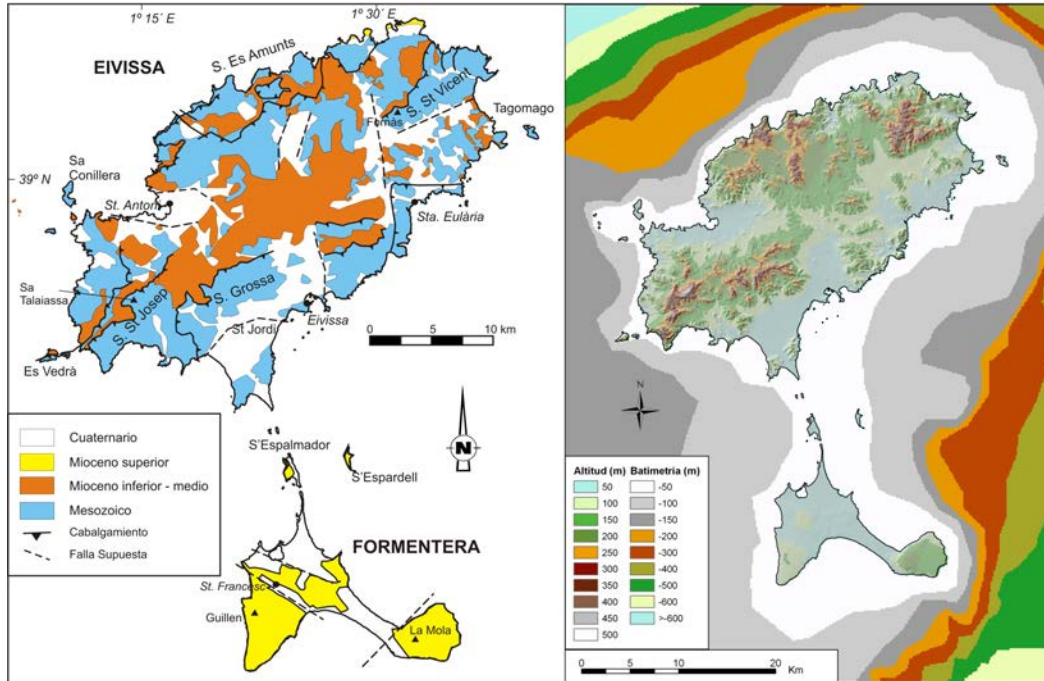 1º 15´ E
1º 30´ E
EIVISSA
S. Es Amunts
S. St Vicent
Fornàs
Tagomago
Sa
Conillera
39º N
St. Antoni
Sta. Eulària
Sa
Talaiassa
S. St Josep
S. Grossa
St Jordi
Eivissa
0 5 10 km
Es Vedrà
N
Cuaternario
Mioceno superior
Mioceno inferior - medio
Mesozoico
Cabalgamiento
Falla Supuesta
S´Espalmador
S´Espardell
FORMENTERA
St. Francesc
Guillen
La Mola
N
Altitud (m) Batimetria (m)
50 -50
100 -100
150 -150
200 -200
250 -300
300 -400
350 -500
400 -600
450 >-600
500
0 5 10 20
Km